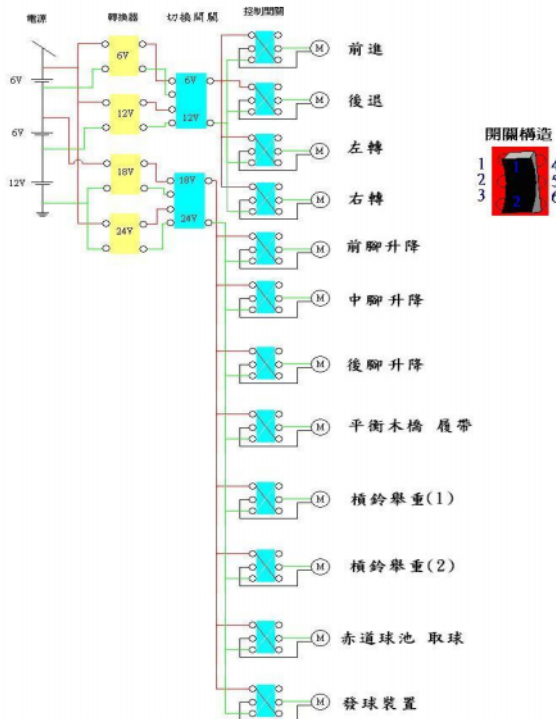 電源 轉換器 切換開關 控制開關
6V
6V
12V
6V
12V
18V
24V
6V
12V
18V
24V
M 前進
M 後退
M 左轉
M 右轉
M 前腳升降
M 中腳升降
M 後腳升降
M 平衡木橋 履帶
M 槓鈴舉重(1)
M 槓鈴舉重(2)
M 赤道球池 取球
M 發球裝置
開關構造
1 1 4
2 5
3 2 6